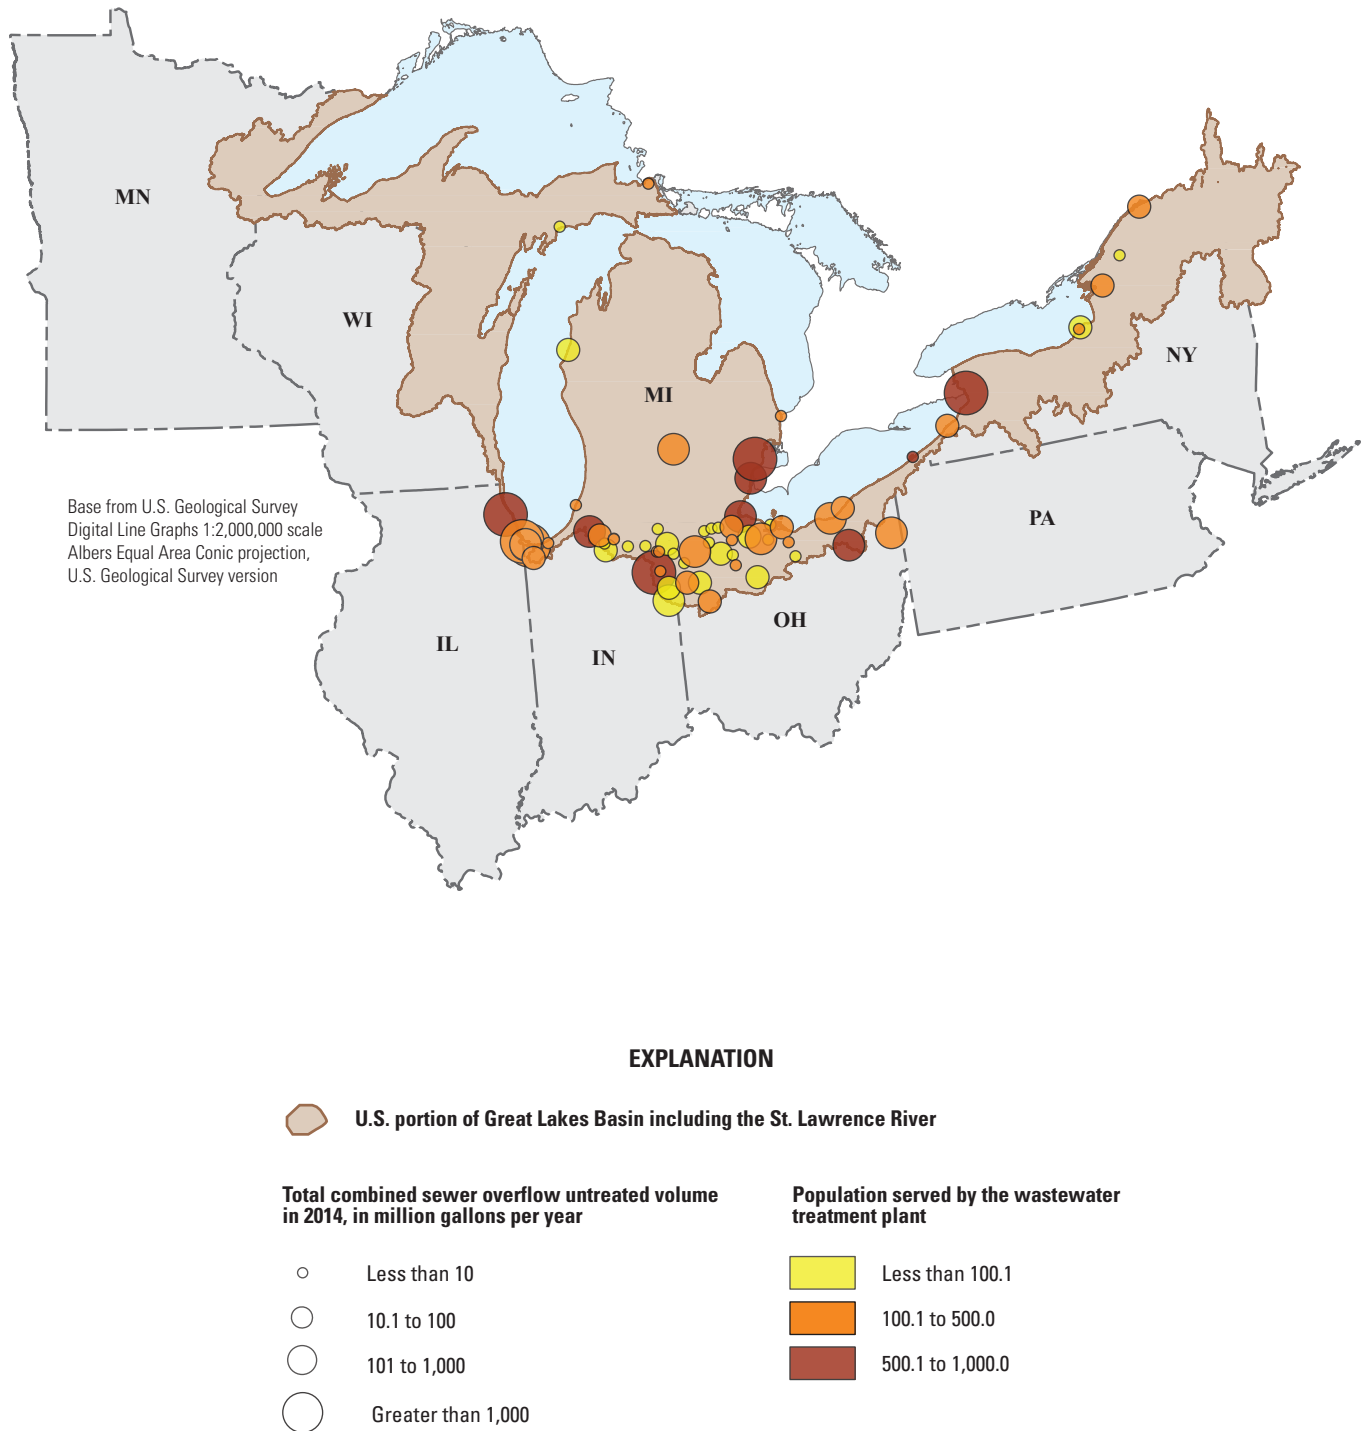 MN
WI
MI
NY
PA
IL
IN
OH
Base from U.S. Geological Survey
Digital Line Graphs 1:2,000,000 scale
Albers Equal Area Conic projection,
U.S. Geological Survey version
EXPLANATION
U.S. portion of Great Lakes Basin including the St. Lawrence River
Total combined sewer overflow untreated volume
in 2014, in million gallons per year
Less than 10
10.1 to 100
101 to 1,000
Greater than 1,000
Population served by the wastewater
treatment plant
Less than 100.1
100.1 to 500.0
500.1 to 1,000.0